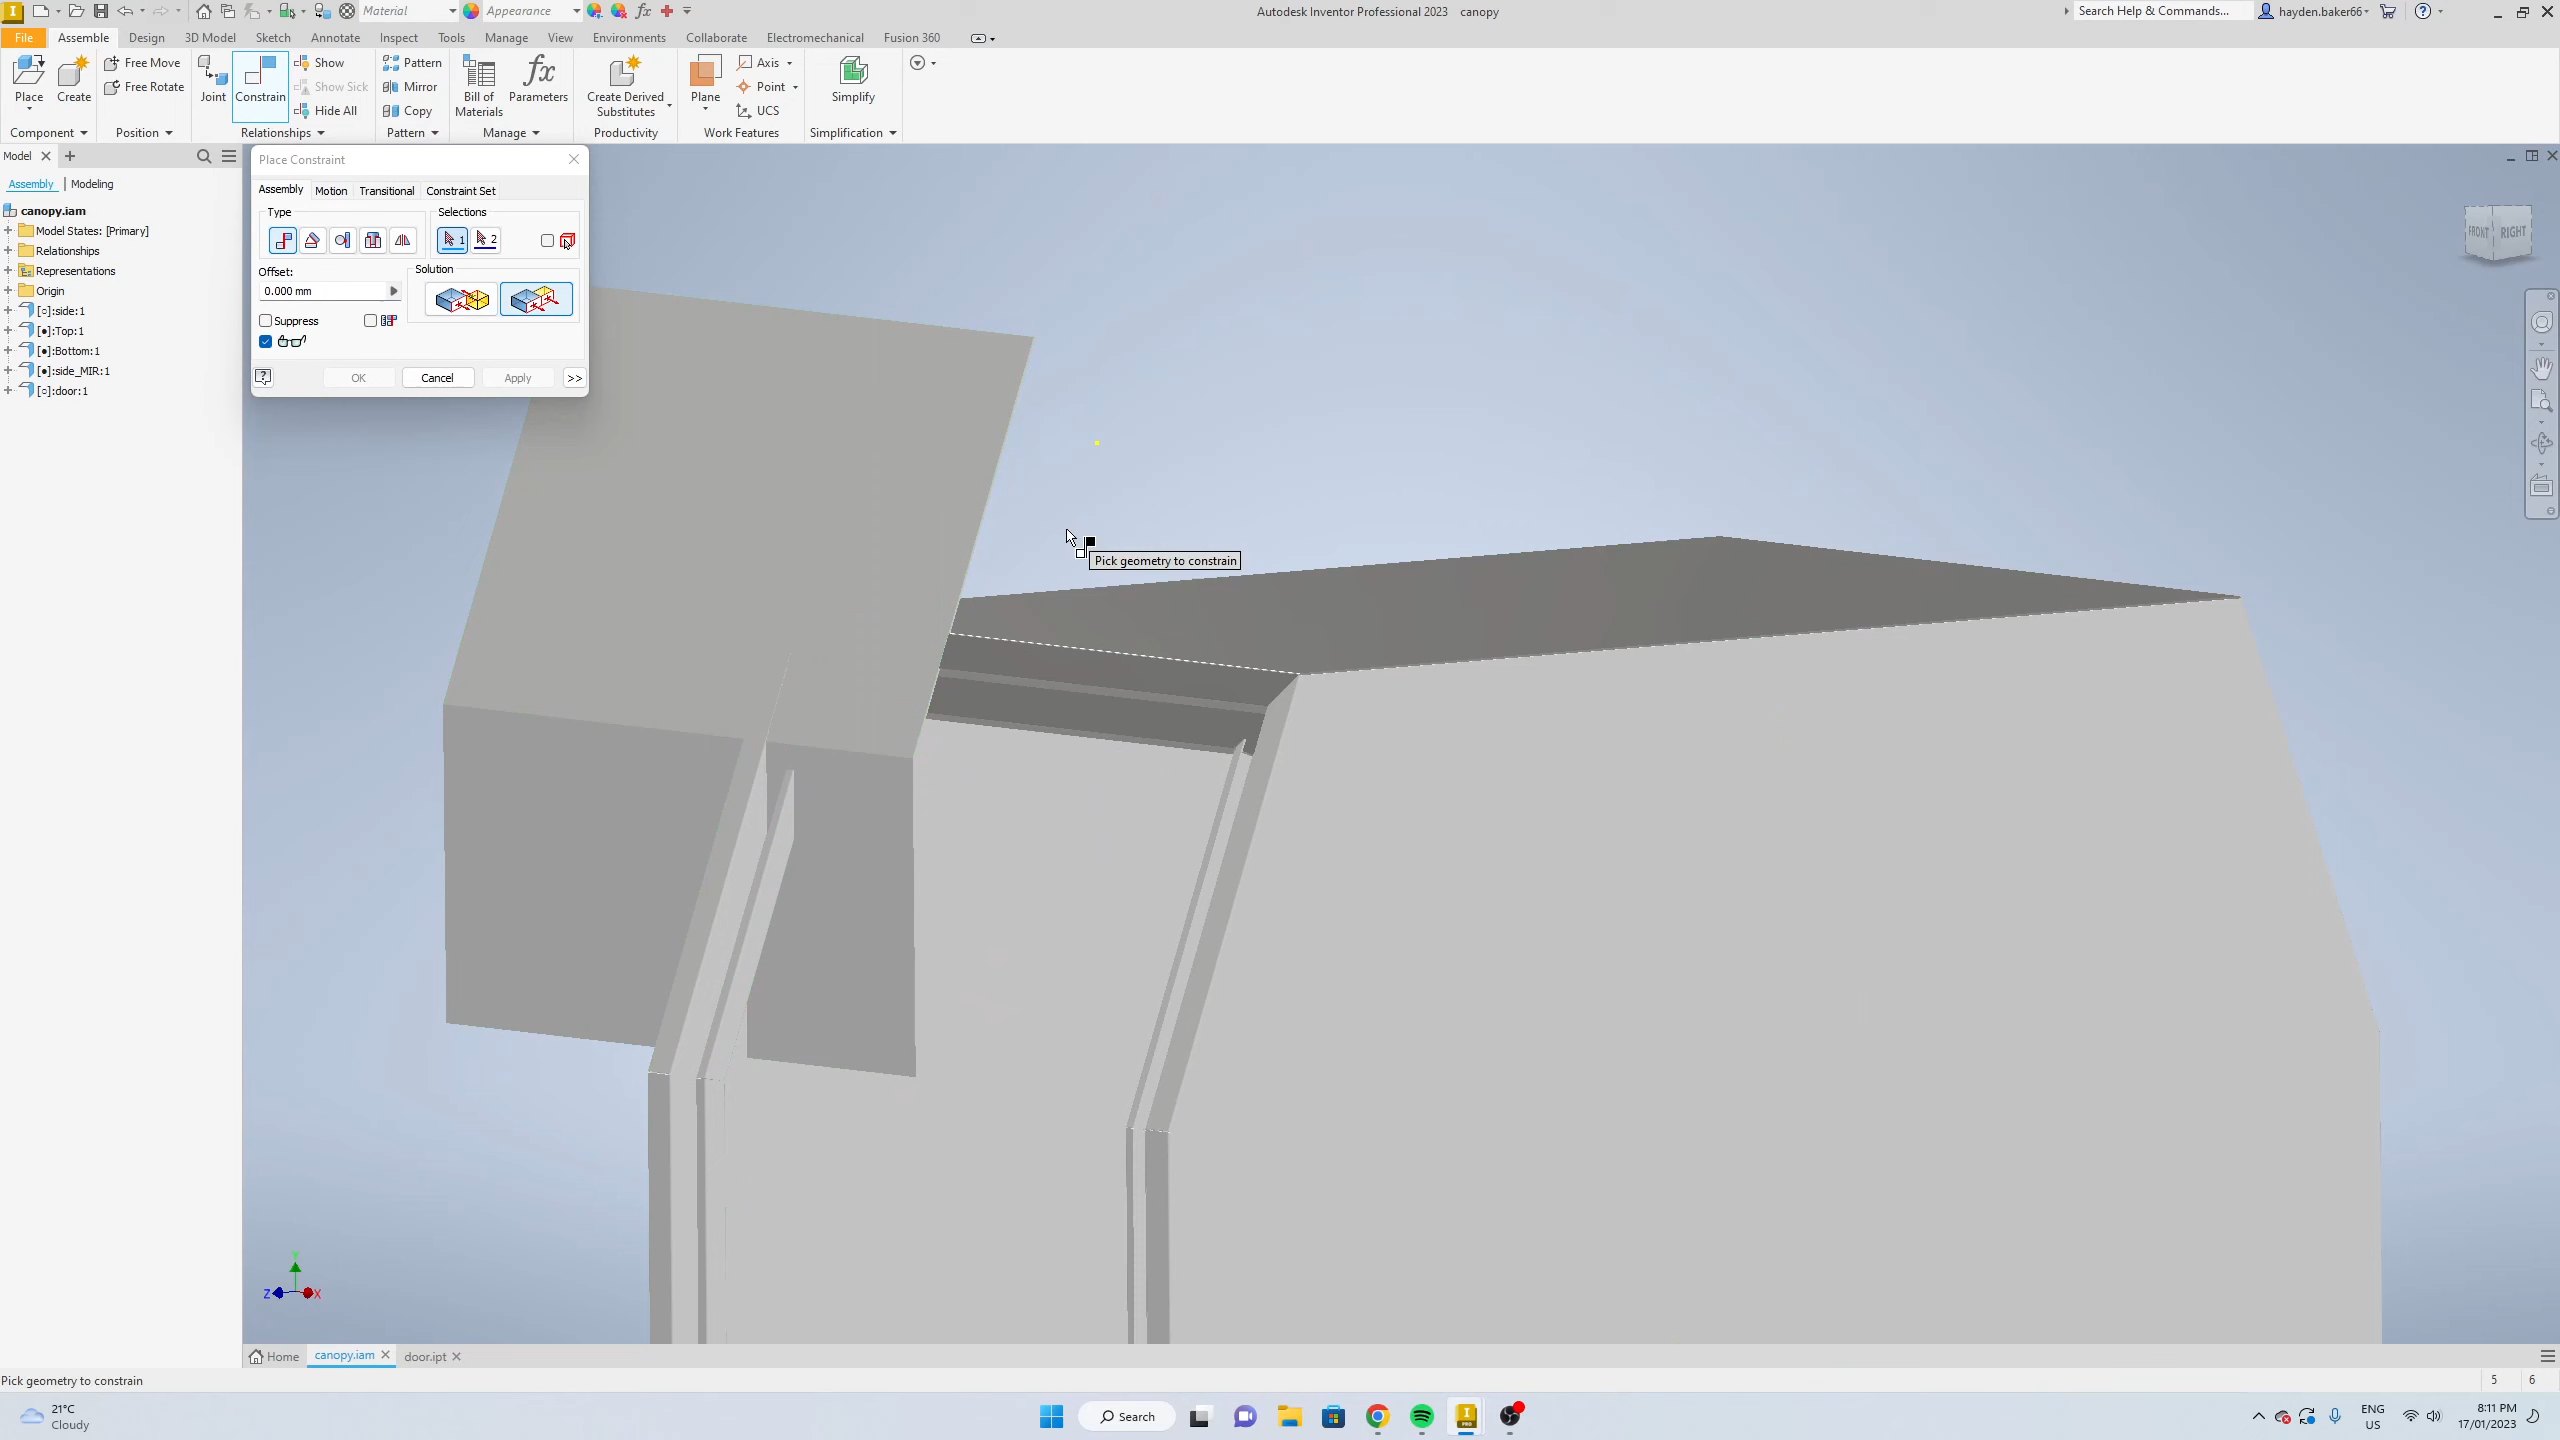 Material
Appearance
Autodesk Inventor Professional 2023 canopy
Search Help & Commands...
hayden.baker66
File Assemble Design 3D Model Sketch Annotate Inspect Tools Manage View Environments Collaborate Electromechanical Fusion 360
Place
Create
Free Move
Free Rotate
Joint
Constrain
Show
Show Sick
Hide All
Pattern
Mirror
Copy
Bill of
Materials
fx
Parameters
Create Derived
Substitutes
Plane
Axis
Point
UCS
Simplify
Component Position Relationships Pattern Manage Productivity Work Features Simplification
Model
Assembly Modeling
canopy.iam
Model States: [Primary]
Relationships
Representations
Origin
[○]:side:1
[●]:Top:1
[●]:Bottom:1
[●]:side_MIR:1
[○]:door:1
Place Constraint
Assembly Motion Transitional Constraint Set
Type
Selections
1
2
Offset:
0.000 mm
Solution
Suppress
OK Cancel Apply >>
FRONT RIGHT
Pick geometry to constrain
Y
Z
X
Home canopy.iam door.ipt
Pick geometry to constrain
5 6
21°C
Cloudy
Search
ENG
US
8:11 PM
17/01/2023